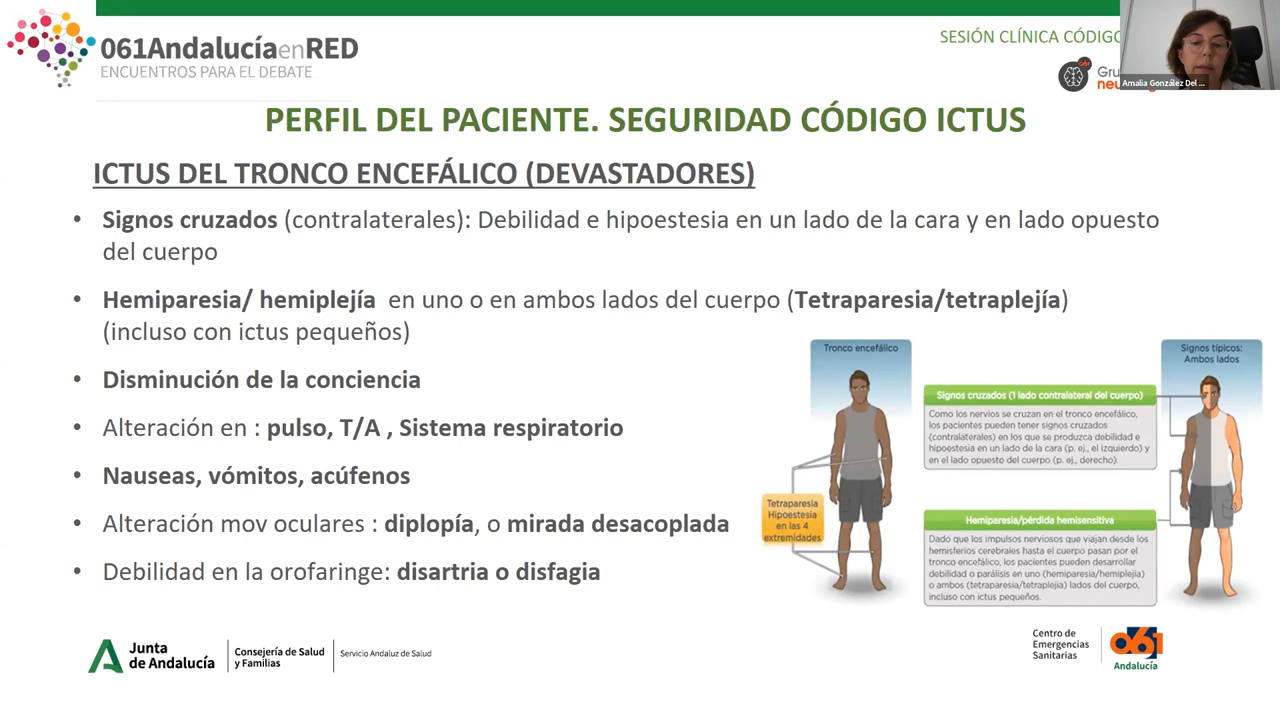 061AndalucíaenRED
ENCUENTROS PARA EL DEBATE
SESIÓN CLÍNICA CÓDIGO
Amalia González Del ...
PERFIL DEL PACIENTE. SEGURIDAD CÓDIGO ICTUS
ICTUS DEL TRONCO ENCEFÁLICO (DEVASTADORES)
• Signos cruzados (contralaterales): Debilidad e hipoestesia en un lado de la cara y en lado opuesto
del cuerpo
• Hemiparesia/ hemiplejía en uno o en ambos lados del cuerpo (Tetraparesia/tetraplejía)
(incluso con ictus pequeños)
• Disminución de la conciencia
• Alteración en : pulso, T/A , Sistema respiratorio
• Nauseas, vómitos, acúfenos
• Alteración mov oculares : diplopía, o mirada desacoplada
• Debilidad en la orofaringe: disartria o disfagia
Tronco encefálico
Tetraparesia
Hipoestesia
en las 4
extremidades
Signos cruzados (1 lado contralateral del cuerpo)
Como los nervios se cruzan en el tronco encefálico,
los pacientes pueden tener signos cruzados
(contralaterales) en los que se produzca debilidad e
hipoestesia en un lado de la cara (p. ej., el izquierdo) y
en el lado opuesto del cuerpo (p. ej., derecho).
Hemiparesia/pérdida hemisensitiva
Dado que los impulsos nerviosos que viajan desde los
hemisferios cerebrales hasta el cuerpo pasan por el
tronco encefálico, los pacientes pueden desarrollar
debilidad o parálisis en uno (hemiparesia/hemiplejia)
o ambos (tetraparesia/tetraplejia) lados del cuerpo,
incluso con ictus pequeños.
Signos típicos:
Ambos lados
Junta
de Andalucía
Consejería de Salud
y Familias
Servicio Andaluz de Salud
Centro de
Emergencias
Sanitarias
061
Andalucía